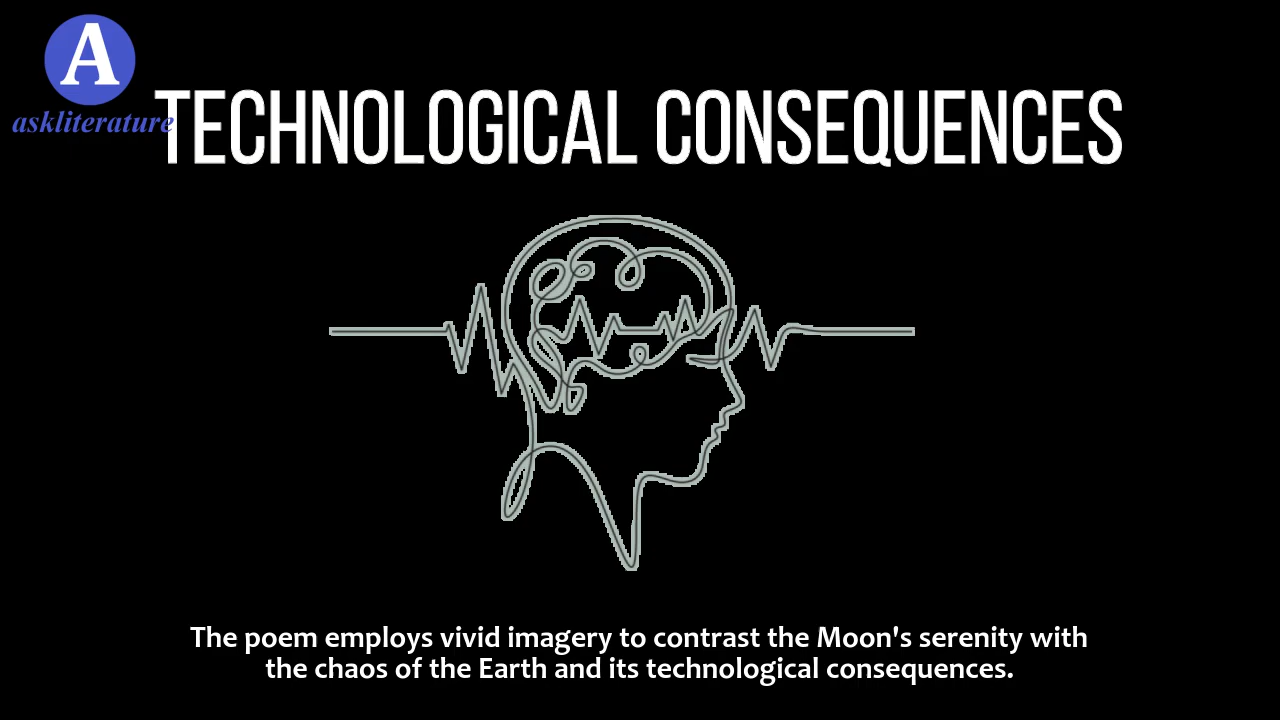 A
askliterature
TECHNOLOGICAL CONSEQUENCES
The poem employs vivid imagery to contrast the Moon's serenity with
the chaos of the Earth and its technological consequences.